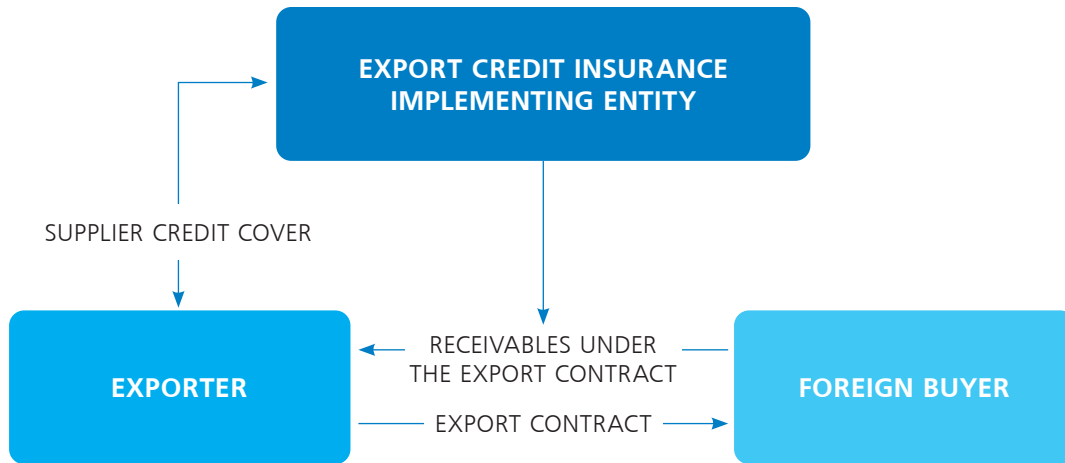 EXPORT CREDIT INSURANCE
IMPLEMENTING ENTITY
SUPPLIER CREDIT COVER
EXPORTER
RECEIVABLES UNDER
THE EXPORT CONTRACT
EXPORT CONTRACT
FOREIGN BUYER